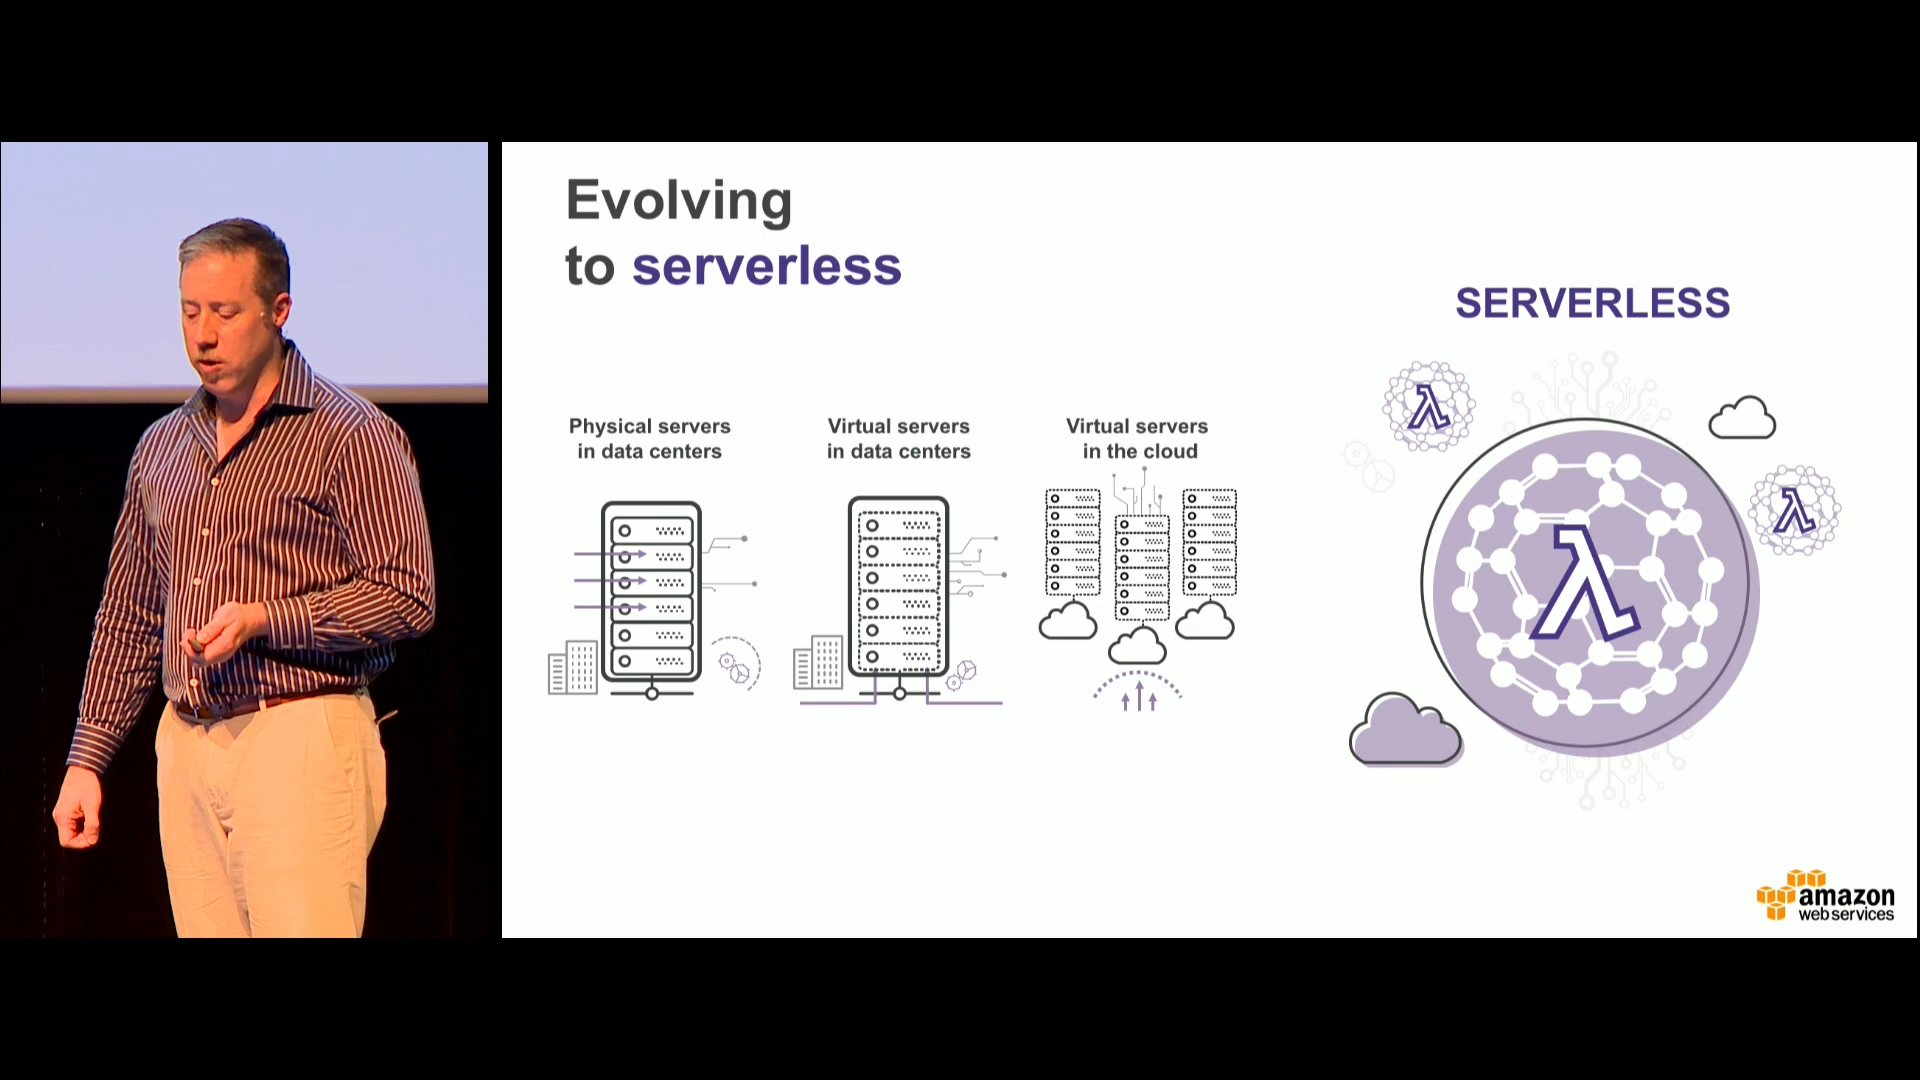 Evolving
to serverless
SERVERLESS
Physical servers
in data centers
Virtual servers
in data centers
Virtual servers
in the cloud
λ
λ
λ
amazon
web services